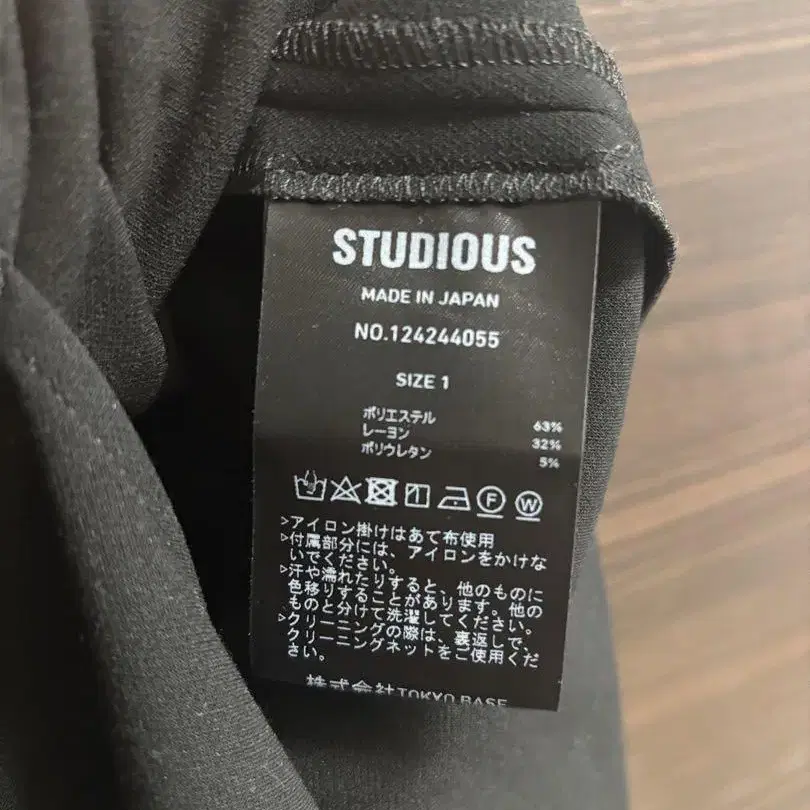 STUDIOUS
MADE IN JAPAN
NO.124244055
SIZE 1
ポリエステル 63%
レーヨン 32%
ポリウレタン 5%
F W
>アイロン掛けはあて布使用
>付属部分には、アイロンをかけな
いでください。
>汗や濡れたりすると、他のものに
色移りすることがあります。他の
ものと分けて洗濯してください。
>クリーニングの際は、裏返しで、
クリーニングネットをご使用くだ
さい。
株式会社TOKYO BASE